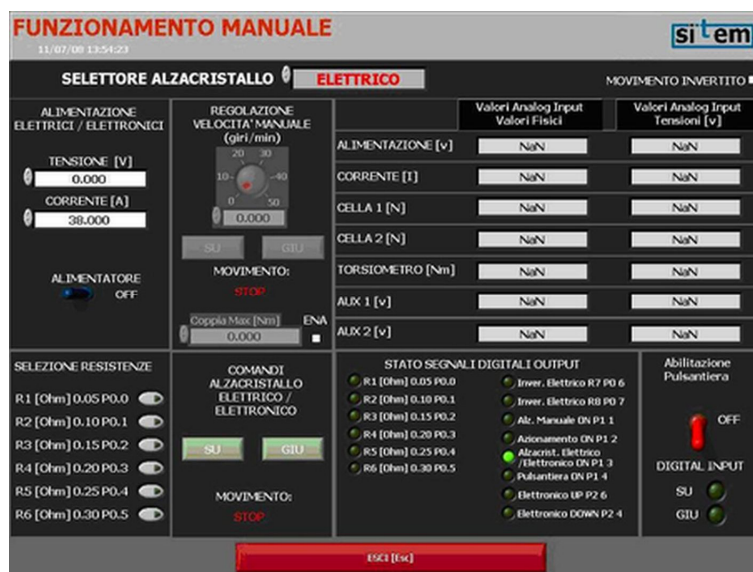 FUNZIONAMENTO MANUALE
11/07/08 13:54:23
sitem
SELETTORE ALZACRISTALLO
ELETTRICO
MOVIMENTO INVERTITO
ALIMENTAZIONE
ELETTRICI / ELETTRONICI
TENSIONE [V]
0.000
CORRENTE [A]
38.000
ALIMENTATORE
OFF
REGOLAZIONE
VELOCITA' MANUALE
(giri/min)
20 30
10 40
0 50
0.000
SU GIU
MOVIMENTO:
STOP
Coppia Max [Nm] ENA
0.000
Valori Analog Input
Valori Fisici
Valori Analog Input
Tensioni [v]
ALIMENTAZIONE [v] NaN NaN
CORRENTE [I] NaN NaN
CELLA 1 [N] NaN NaN
CELLA 2 [N] NaN NaN
TORSIOMETRO [Nm] NaN NaN
AUX 1 [v] NaN NaN
AUX 2 [v] NaN NaN
SELEZIONE RESISTENZE
R1 [Ohm] 0.05 P0.0
R2 [Ohm] 0.10 P0.1
R3 [Ohm] 0.15 P0.2
R4 [Ohm] 0.20 P0.3
R5 [Ohm] 0.25 P0.4
R6 [Ohm] 0.30 P0.5
COMANDI
ALZACRISTALLO
ELETTRICO /
ELETTRONICO
SU GIU
MOVIMENTO:
STOP
STATO SEGNALI DIGITALI OUTPUT
R1 [Ohm] 0.05 P0.0
R2 [Ohm] 0.10 P0.1
R3 [Ohm] 0.15 P0.2
R4 [Ohm] 0.20 P0.3
R5 [Ohm] 0.25 P0.4
R6 [Ohm] 0.30 P0.5
Inver. Elettrico R7 P0 6
Inver. Elettrico R8 P0 7
Alz. Manuale ON P1 1
Azionamento ON P1 2
Alzacrist. Elettrico
/Elettronico ON P1 3
Pulsantiera ON P1 4
Elettronico UP P2 6
Elettronico DOWN P2 4
Abilitazione
Pulsantiera
OFF
DIGITAL INPUT
SU
GIU
ESCI [Esc]